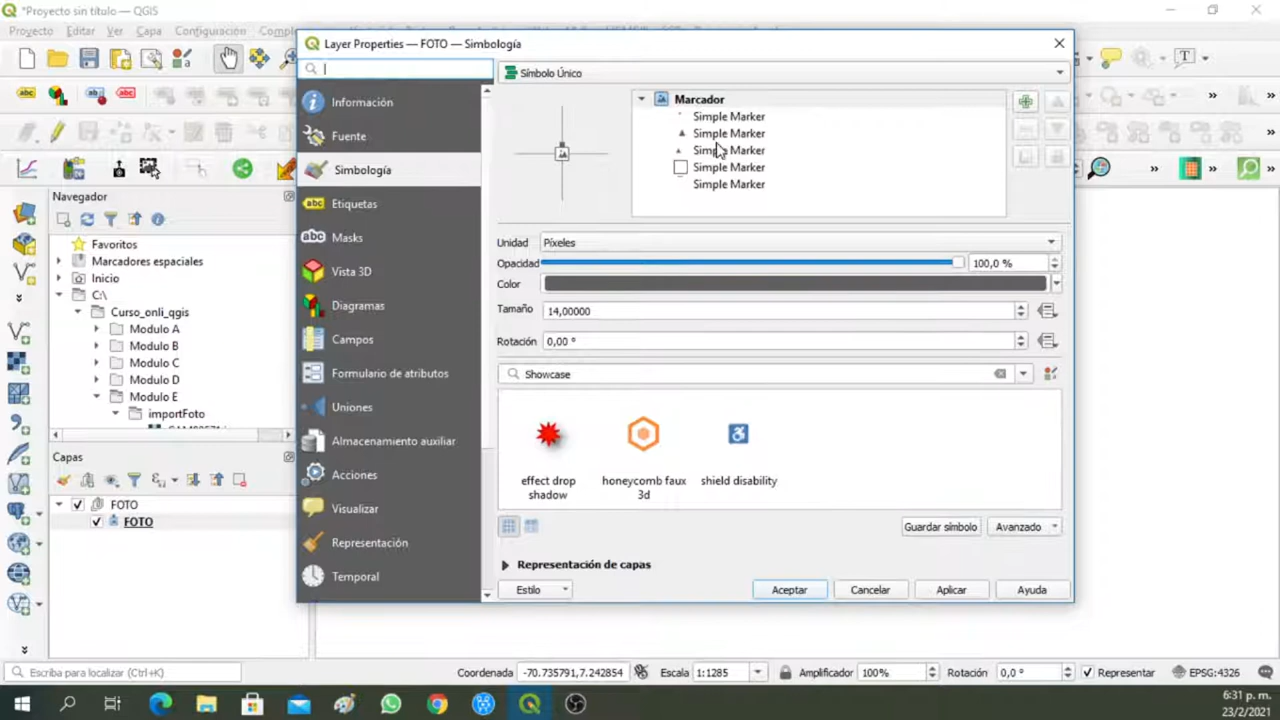 *Proyecto sin título — QGIS
Proyecto Editar Ver Capa Configuración
Layer Properties — FOTO — Simbología
Información
Fuente
Simbología
Etiquetas
Masks
Vista 3D
Diagramas
Campos
Formulario de atributos
Uniones
Almacenamiento auxiliar
Acciones
Visualizar
Representación
Temporal
Símbolo Único
Marcador
Simple Marker
Simple Marker
Simple Marker
Simple Marker
Simple Marker
Unidad Píxeles
Opacidad 100,0 %
Color
Tamaño 14,00000
Rotación 0,00 °
Showcase
effect drop shadow
honeycomb faux 3d
shield disability
Guardar símbolo Avanzado
Representación de capas
Estilo Aceptar Cancelar Aplicar Ayuda
Navegador
Favoritos
Marcadores espaciales
Inicio
C:\
Curso_onli_qgis
Modulo A
Modulo B
Modulo C
Modulo D
Modulo E
importFoto
Capas
FOTO
FOTO
Escriba para localizar (Ctrl+K) Coordenada -70.735791,7.242854 Escala 1:1285 Amplificador 100% Rotación 0,0 ° Representar EPSG:4326
6:31 p. m.
23/2/2021